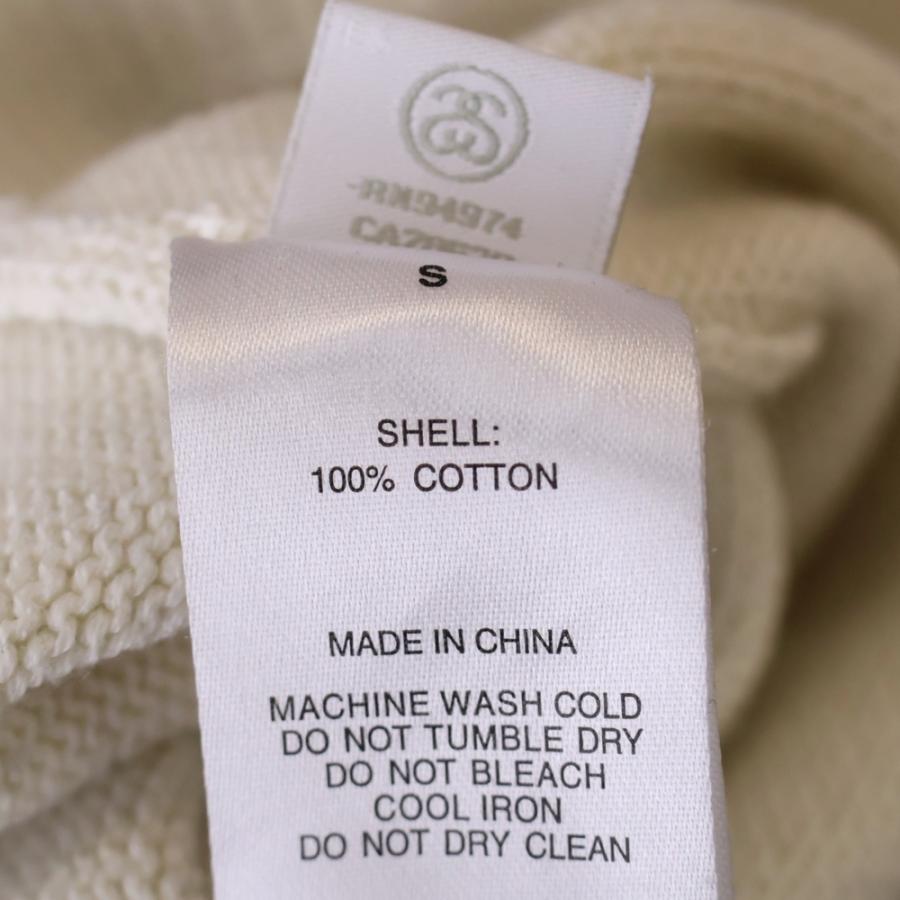 RN94974
S
SHELL:
100% COTTON
MADE IN CHINA
MACHINE WASH COLD
DO NOT TUMBLE DRY
DO NOT BLEACH
COOL IRON
DO NOT DRY CLEAN